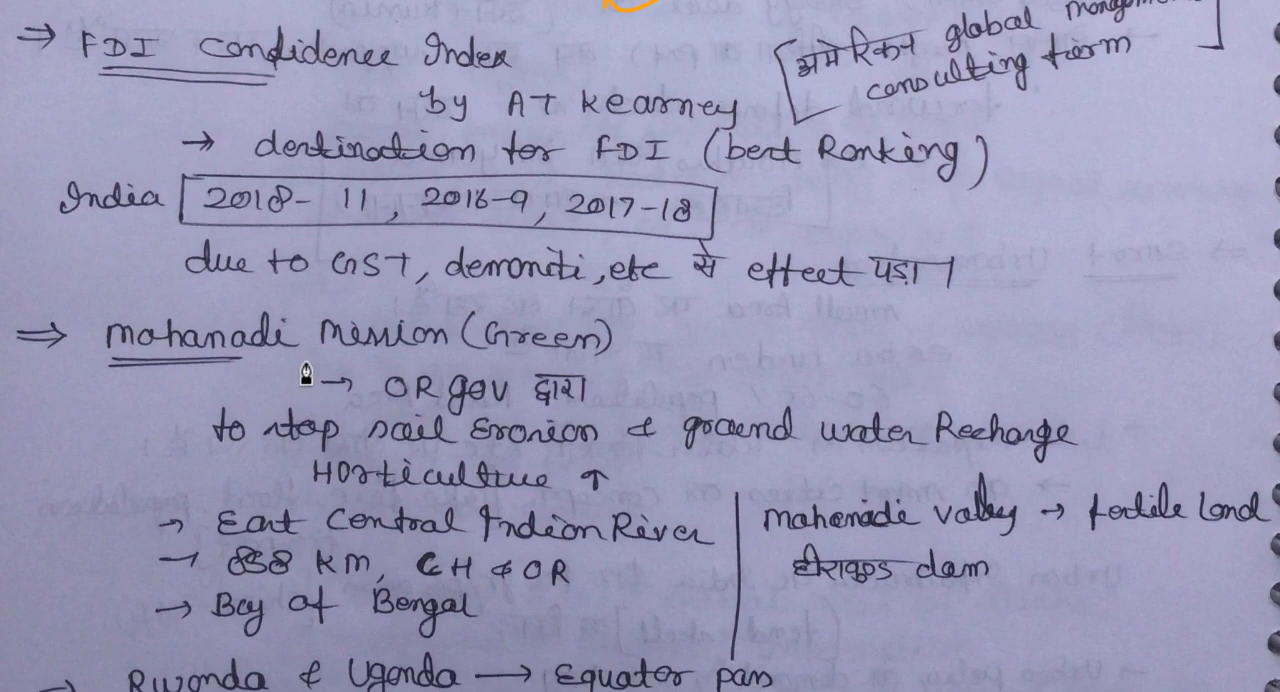 ⇒ FDI Confidence Index
[अमेरिकन global
consulting firm]
by AT Kearney
→ destination for FDI (best Ranking)
India 2018- 11, 2016-9, 2017-18
due to GST, demoniti, etc से effect पड़ा ।
⇒ Mahanadi Mission (Green)
→ OR gov द्वारा
to stop soil Erosion & ground water Recharge
Horticulture ↑
→ East Central Indian River
→ 858 KM, CH & OR
→ Bay of Bengal
Mahanadi valley → fertile land
हीराकुण्ड dam
→ Rwanda & Uganda → Equator pass